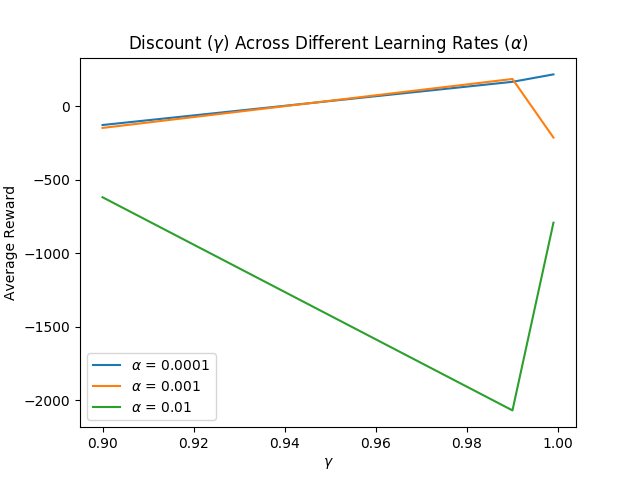 Discount (γ) Across Different Learning Rates (α)
Average Reward
0
−500
−1000
−1500
−2000
α = 0.0001
α = 0.001
α = 0.01
0.90 0.92 0.94 0.96 0.98 1.00
γ